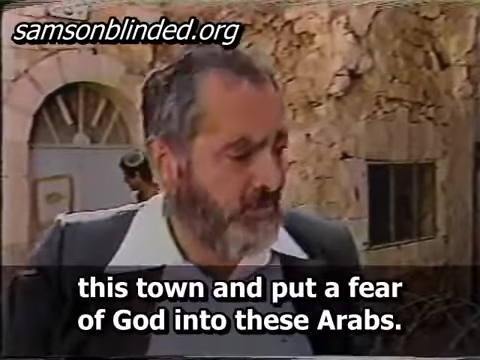 samsonblinded.org
this town and put a fear
of God into these Arabs.